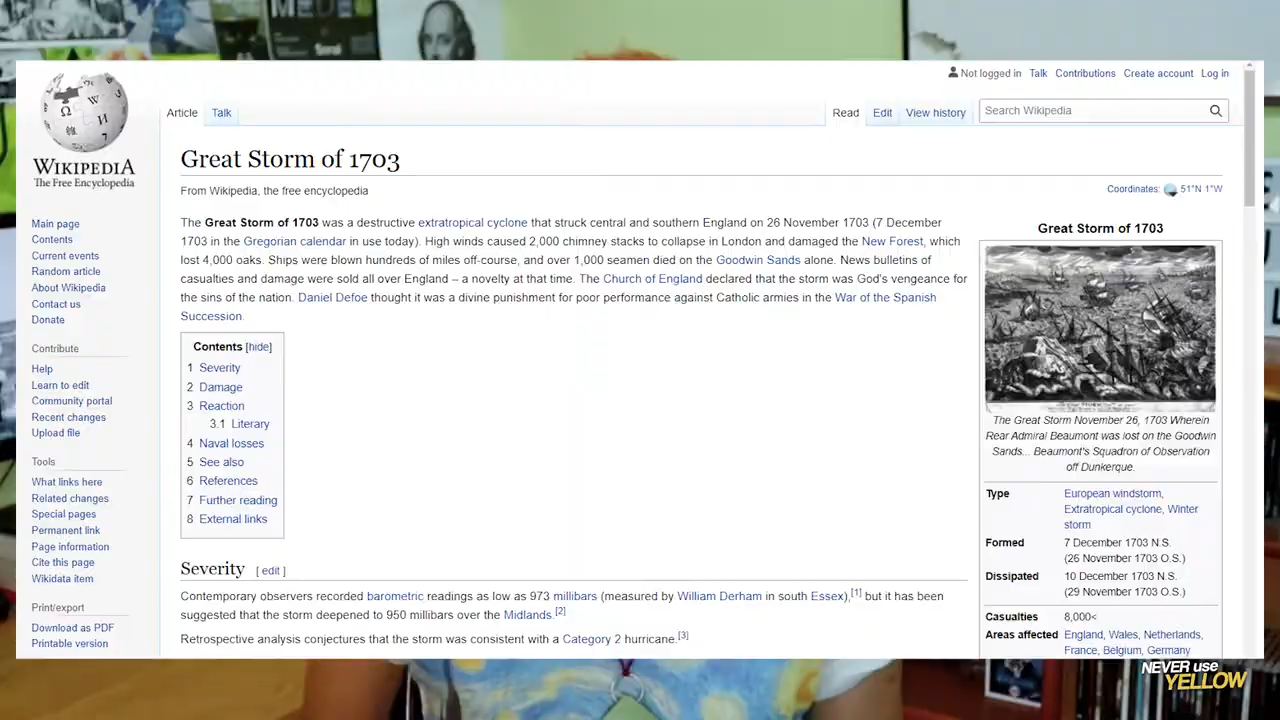 Not logged in Talk Contributions Create account Log in
Article Talk Read Edit View history Search Wikipedia
WIKIPEDIA
The Free Encyclopedia
Main page
Contents
Current events
Random article
About Wikipedia
Contact us
Donate
Contribute
Help
Learn to edit
Community portal
Recent changes
Upload file
Tools
What links here
Related changes
Special pages
Permanent link
Page information
Cite this page
Wikidata item
Print/export
Download as PDF
Printable version
Great Storm of 1703
From Wikipedia, the free encyclopedia
Coordinates: 51°N 1°W
The Great Storm of 1703 was a destructive extratropical cyclone that struck central and southern England on 26 November 1703 (7 December
1703 in the Gregorian calendar in use today). High winds caused 2,000 chimney stacks to collapse in London and damaged the New Forest, which
lost 4,000 oaks. Ships were blown hundreds of miles off-course, and over 1,000 seamen died on the Goodwin Sands alone. News bulletins of
casualties and damage were sold all over England – a novelty at that time. The Church of England declared that the storm was God's vengeance for
the sins of the nation. Daniel Defoe thought it was a divine punishment for poor performance against Catholic armies in the War of the Spanish
Succession.
Contents [hide]
1 Severity
2 Damage
3 Reaction
3.1 Literary
4 Naval losses
5 See also
6 References
7 Further reading
8 External links
Severity [ edit ]
Contemporary observers recorded barometric readings as low as 973 millibars (measured by William Derham in south Essex),[1] but it has been
suggested that the storm deepened to 950 millibars over the Midlands.[2]
Retrospective analysis conjectures that the storm was consistent with a Category 2 hurricane.[3]
Great Storm of 1703
The Great Storm November 26, 1703 Wherein
Rear Admiral Beaumont was lost on the Goodwin
Sands... Beaumont's Squadron of Observation
off Dunkerque.
Type European windstorm,
Extratropical cyclone, Winter
storm
Formed 7 December 1703 N.S.
(26 November 1703 O.S.)
Dissipated 10 December 1703 N.S.
(29 November 1703 O.S.)
Casualties 8,000<
Areas affected England, Wales, Netherlands,
France, Belgium, Germany
NEVER use
YELLOW